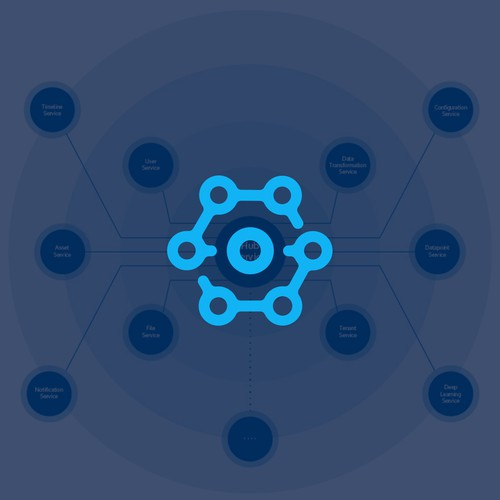 Timeline
Service
Configuration
Service
User
Service
Data
Transformation
Service
Hub
Asset
Service
Datapoint
Service
File
Service
Tenant
Service
Notification
Service
Deep
Learning
Service
....